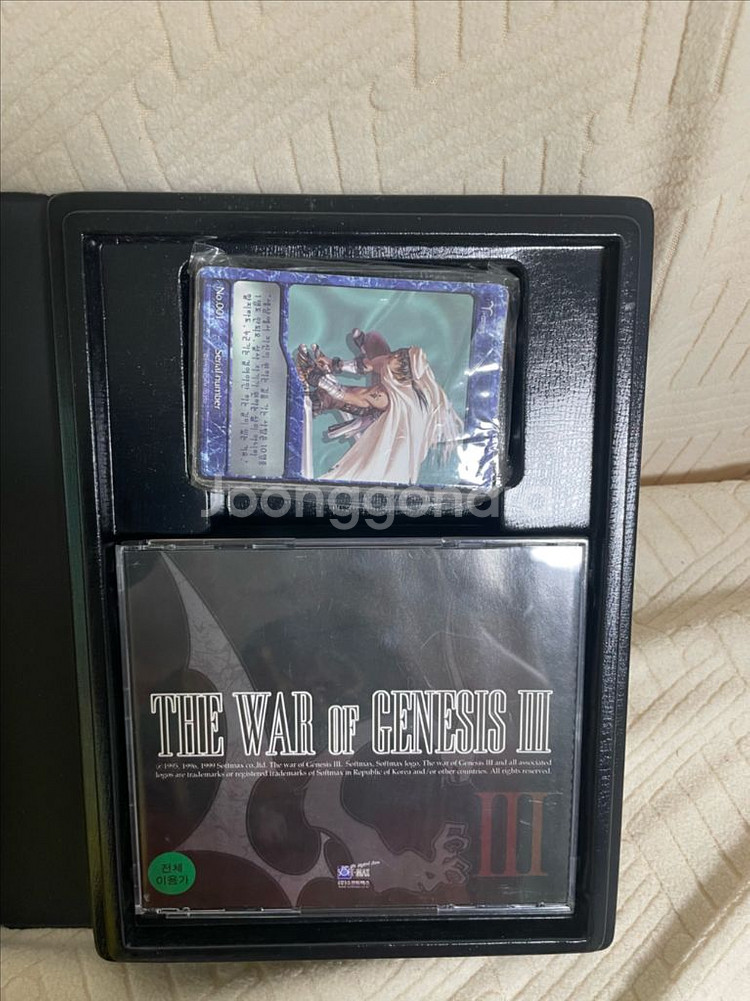 No.001
Serial number
Joonggonara
THE WAR OF GENESIS III
©1995, 1996, 1999 Softmax co.,ltd. The war of Genesis III. Softmax, Softmax logo, The war of Genesis III and all associated
logos are trademarks or registered trademarks of Softmax in Republic of Korea and/or other countries. All rights reserved.
III
전체
이용가
SOFTMAX